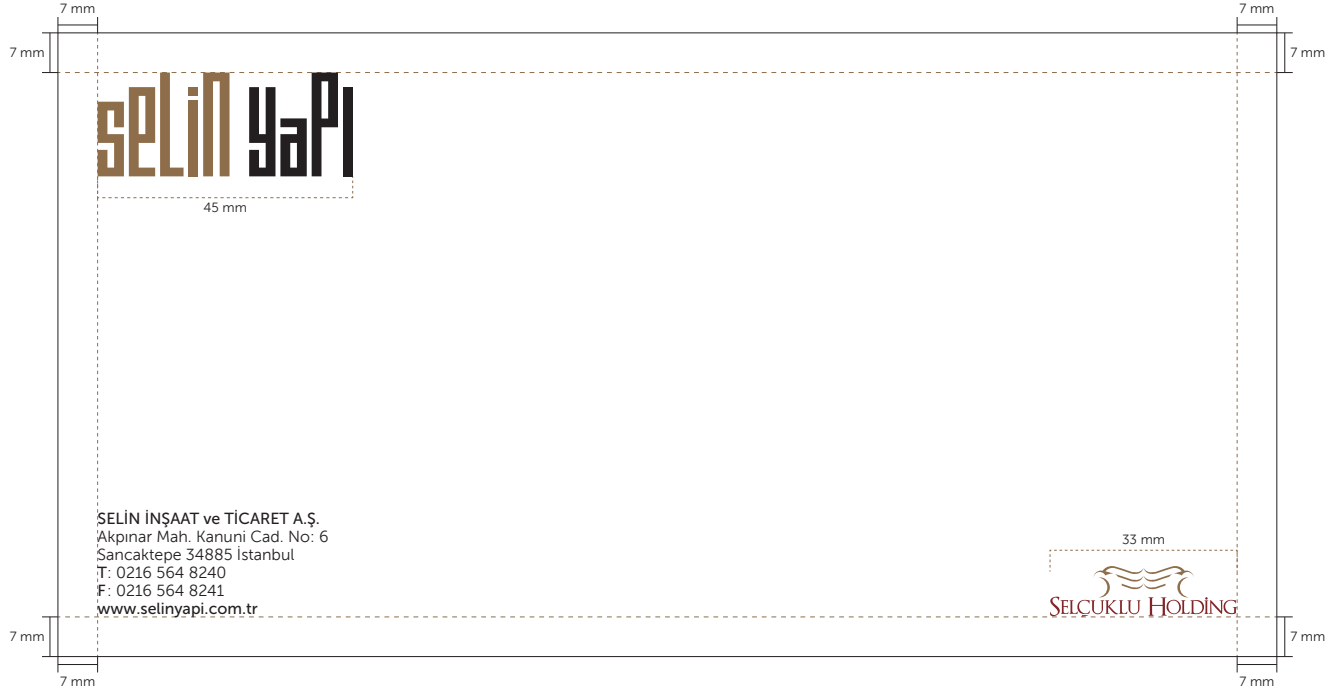 7 mm
7 mm
7 mm
7 mm
seLin yaPI
45 mm
SELİN İNŞAAT ve TİCARET A.Ş.
Akpınar Mah. Kanuni Cad. No: 6
Sancaktepe 34885 İstanbul
T: 0216 564 8240
F: 0216 564 8241
www.selinyapi.com.tr
33 mm
SELÇUKLU HOLDİNG
7 mm
7 mm
7 mm
7 mm